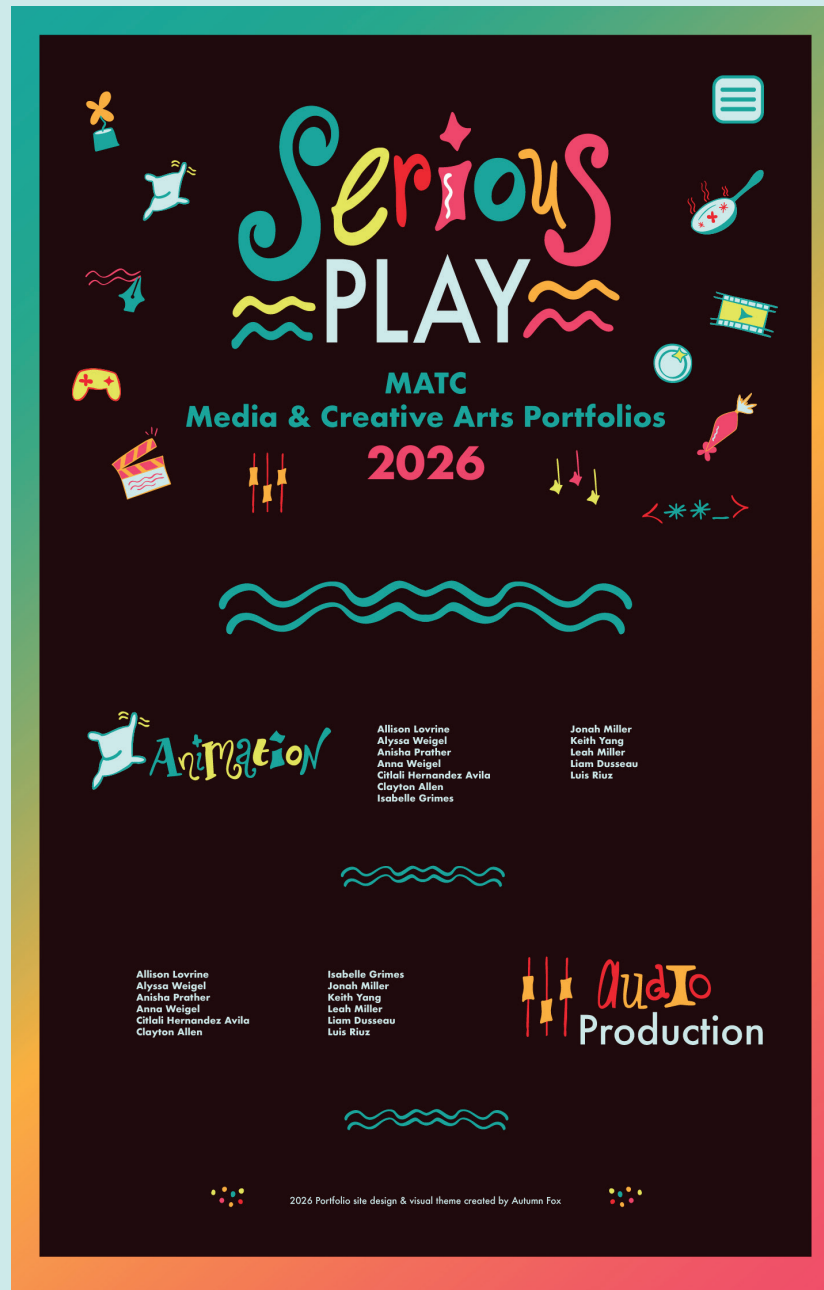 Serious
PLAY
MATC
Media & Creative Arts Portfolios
2026
<**_>
Animation
Allison Lovrine
Alyssa Weigel
Anisha Prather
Anna Weigel
Citlali Hernandez Avila
Clayton Allen
Isabelle Grimes
Jonah Miller
Keith Yang
Leah Miller
Liam Dusseau
Luis Riuz
Allison Lovrine
Alyssa Weigel
Anisha Prather
Anna Weigel
Citlali Hernandez Avila
Clayton Allen
Isabelle Grimes
Jonah Miller
Keith Yang
Leah Miller
Liam Dusseau
Luis Riuz
Audio
Production
2026 Portfolio site design & visual theme created by Autumn Fox